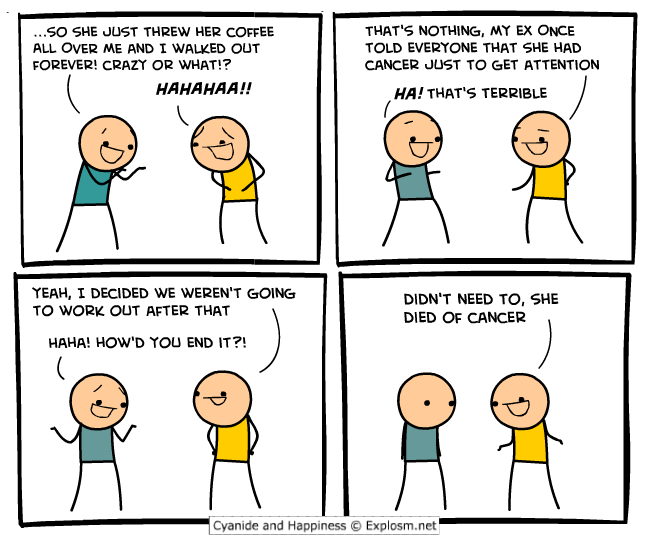 ...SO SHE JUST THREW HER COFFEE
ALL OVER ME AND I WALKED OUT
FOREVER! CRAZY OR WHAT!?
HAHAHAA!!
THAT'S NOTHING, MY EX ONCE
TOLD EVERYONE THAT SHE HAD
CANCER JUST TO GET ATTENTION
HA! THAT'S TERRIBLE
YEAH, I DECIDED WE WEREN'T GOING
TO WORK OUT AFTER THAT
HAHA! HOW'D YOU END IT?!
DIDN'T NEED TO, SHE
DIED OF CANCER
Cyanide and Happiness © Explosm.net